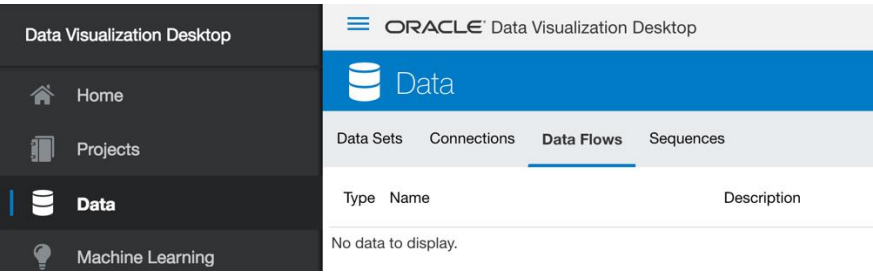 Data Visualization Desktop
Home
Projects
Data
Machine Learning
ORACLE Data Visualization Desktop
Data
Data Sets Connections Data Flows Sequences
Type Name Description
No data to display.